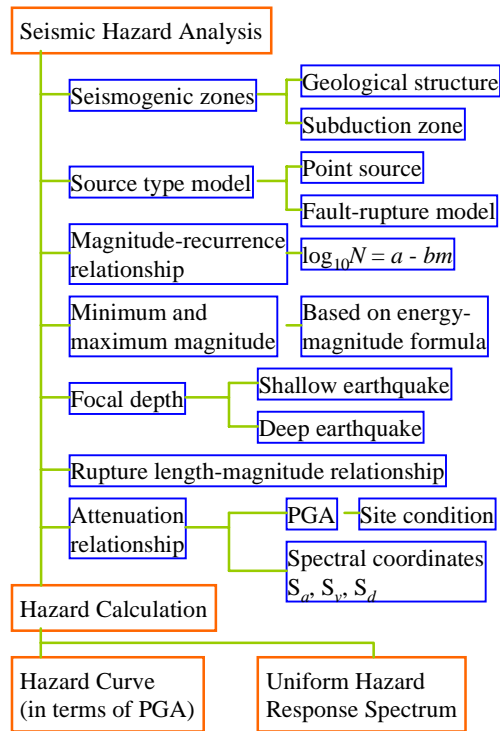 Seismic Hazard Analysis
Seismogenic zones
Geological structure
Subduction zone
Source type model
Point source
Fault-rupture model
Magnitude-recurrence
relationship
log₁₀N = a - bm
Minimum and
maximum magnitude
Based on energy-
magnitude formula
Focal depth
Shallow earthquake
Deep earthquake
Rupture length-magnitude relationship
Attenuation
relationship
PGA
Site condition
Spectral coordinates
Sₐ, Sᵥ, S_d
Hazard Calculation
Hazard Curve
(in terms of PGA)
Uniform Hazard
Response Spectrum